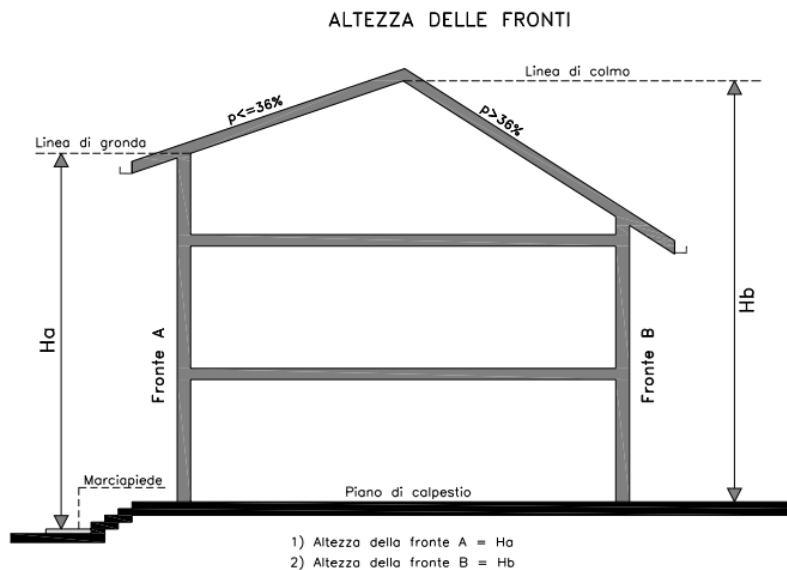 ALTEZZA DELLE FRONTI
Linea di colmo
p<=36%
p>36%
Linea di gronda
Ha
Fronte A
Fronte B
Hb
Marciapiede
Piano di calpestio
1) Altezza della fronte A = Ha
2) Altezza della fronte B = Hb